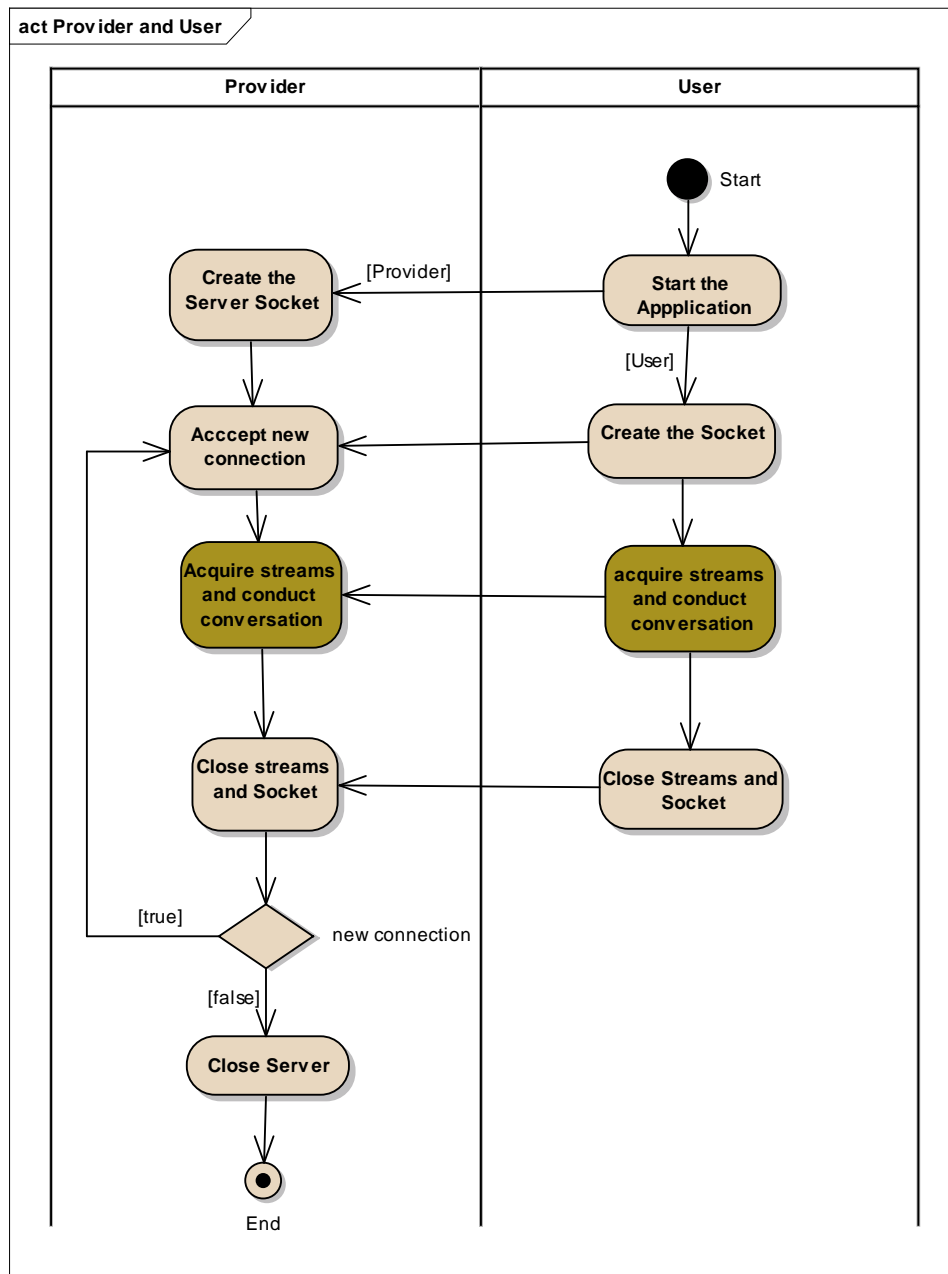 act Provider and User
Provider
User
Start
[Provider]
Create the
Server Socket
Start the
Appplication
[User]
Acccept new
connection
Create the Socket
Acquire streams
and conduct
conversation
acquire streams
and conduct
conversation
Close streams
and Socket
Close Streams and
Socket
[true]
new connection
[false]
Close Server
End